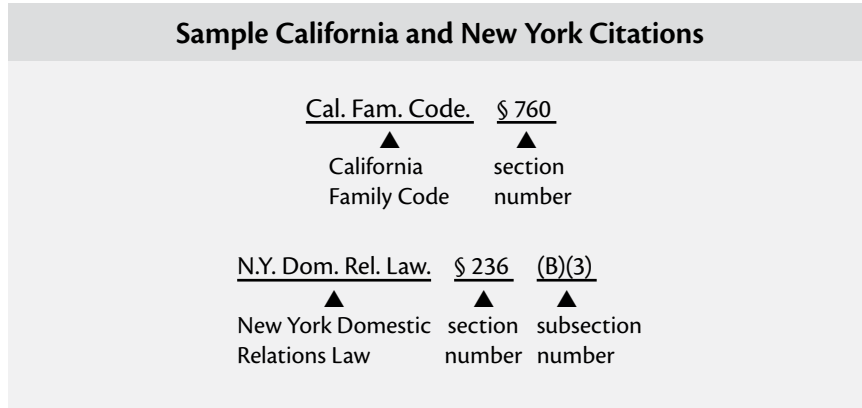 Sample California and New York Citations
Cal. Fam. Code. § 760
California section
Family Code number
N.Y. Dom. Rel. Law. § 236 (B)(3)
New York Domestic section subsection
Relations Law number number